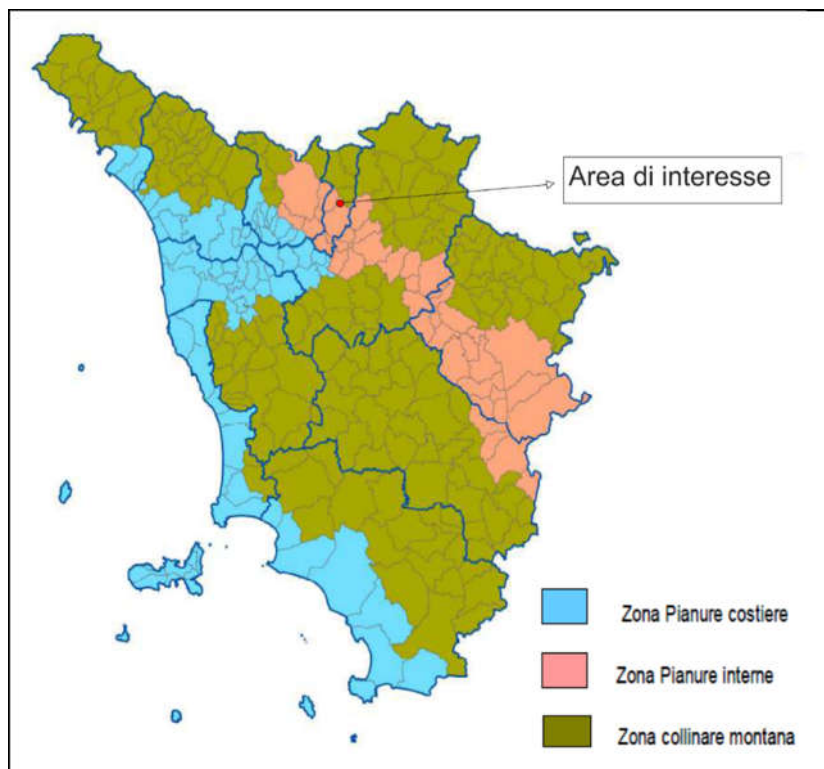 Area di interesse
Zona Pianure costiere
Zona Pianure interne
Zona collinare montana